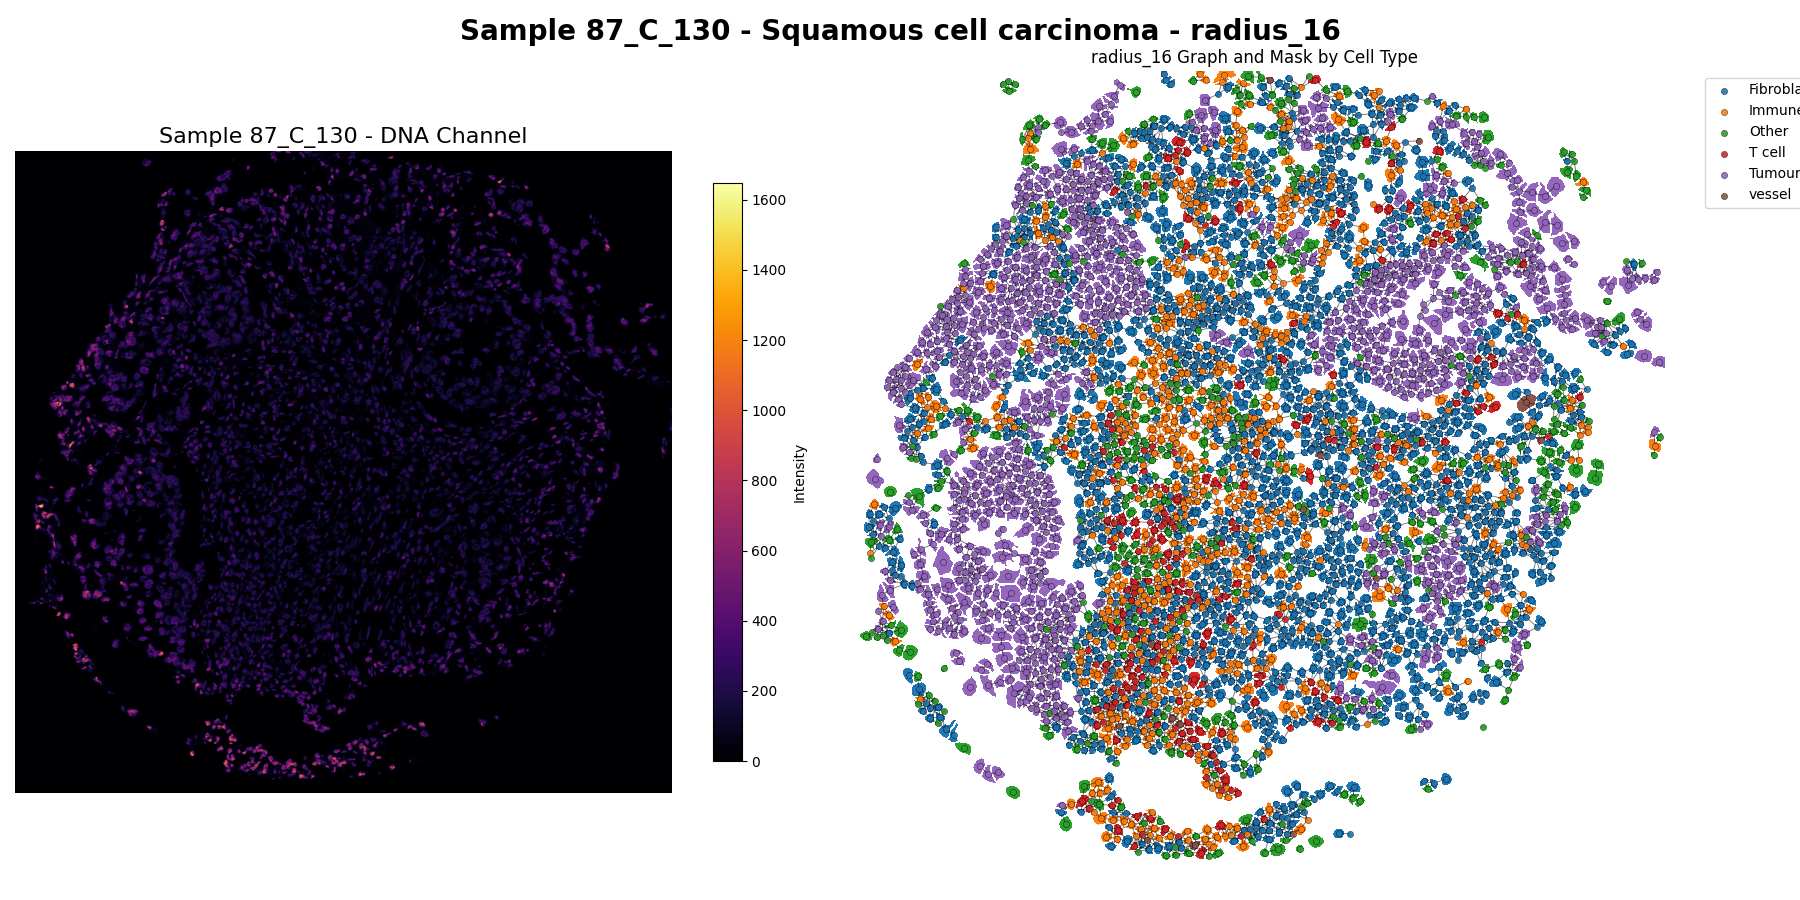 Sample 87_C_130 - Squamous cell carcinoma - radius_16
Sample 87_C_130 - DNA Channel
1600
1400
1200
1000
800
600
400
200
0
Intensity
radius_16 Graph and Mask by Cell Type
Fibrobla
Immune
Other
T cell
Tumour
vessel